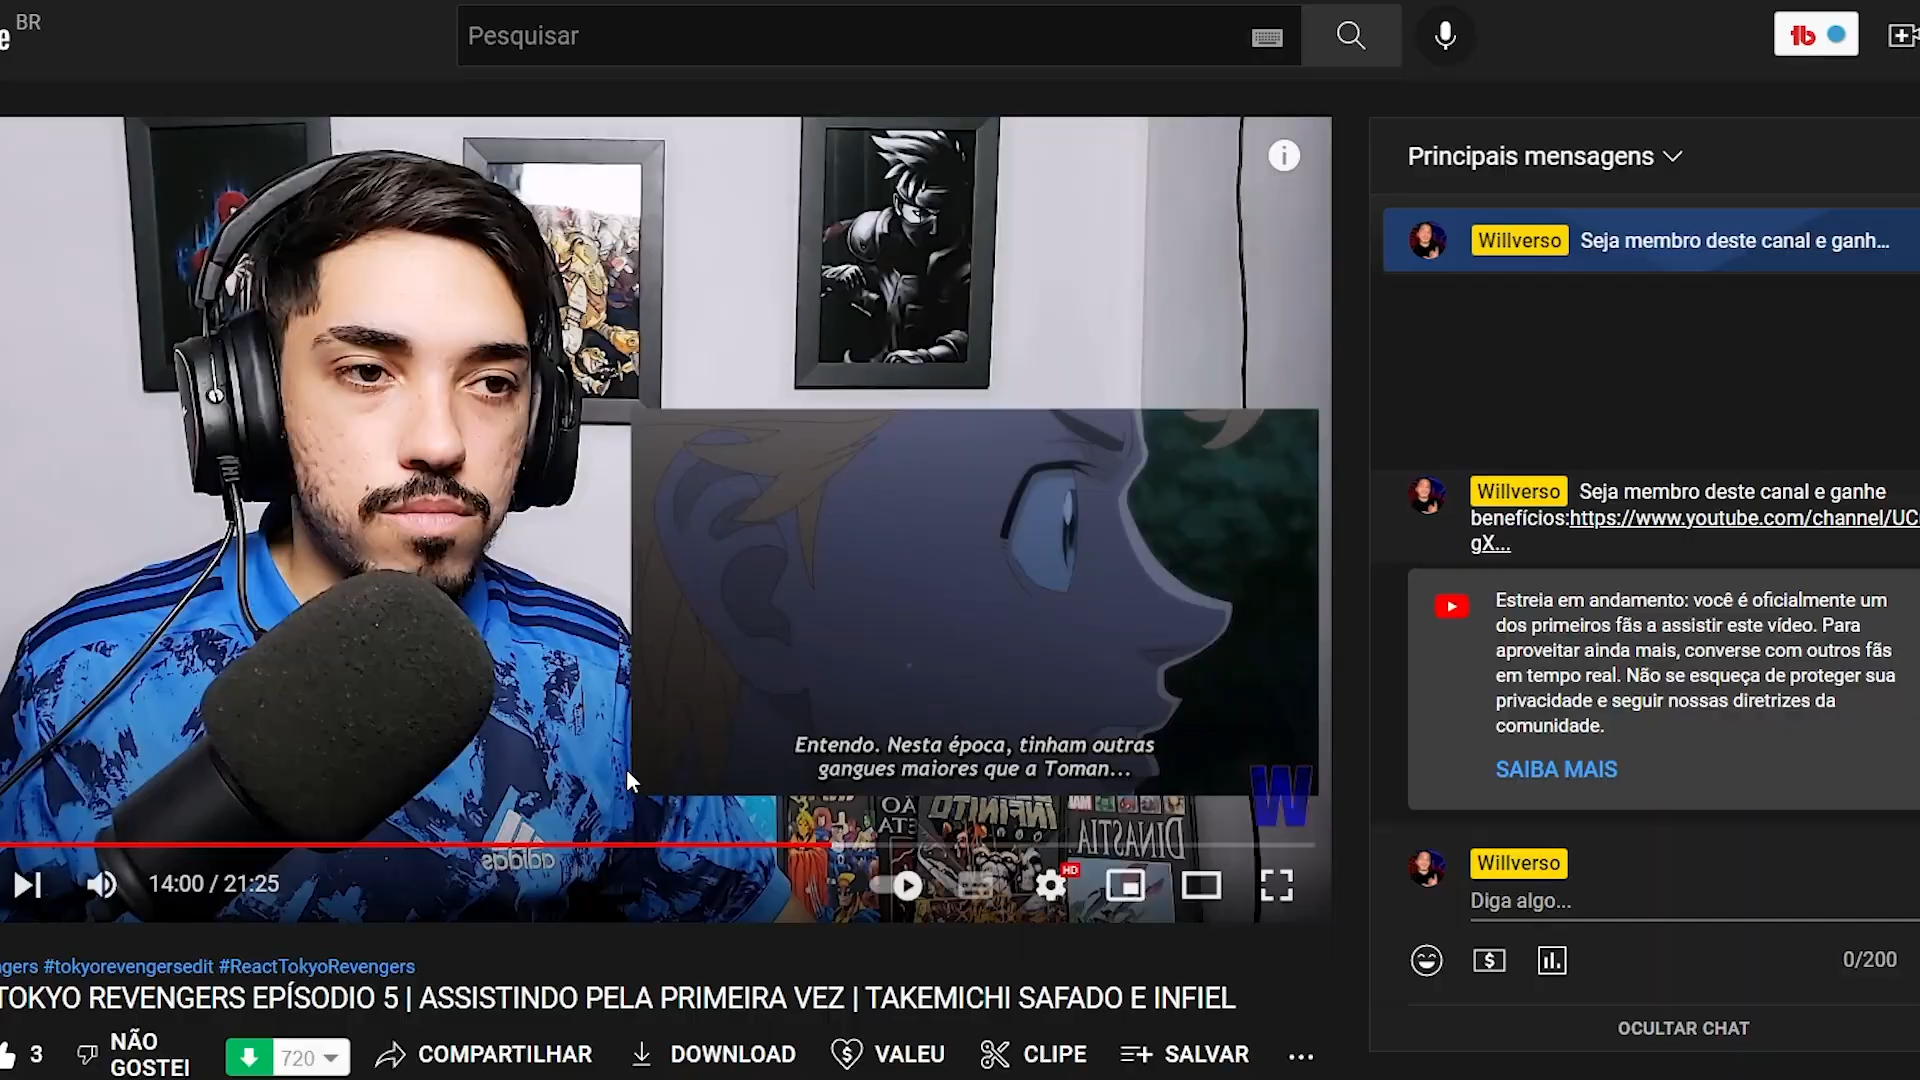 e BR
Pesquisar
Principais mensagens
Willverso Seja membro deste canal e ganh...
Willverso Seja membro deste canal e ganhe
benefícios:https://www.youtube.com/channel/UC
gX...
Estreia em andamento: você é oficialmente um
dos primeiros fãs a assistir este vídeo. Para
aproveitar ainda mais, converse com outros fãs
em tempo real. Não se esqueça de proteger sua
privacidade e seguir nossas diretrizes da
comunidade.
SAIBA MAIS
Entendo. Nesta época, tinham outras
gangues maiores que a Toman...
W
INFINITO
DINASTIA
adidas
14:00 / 21:25
HD
Willverso
Diga algo...
0/200
OCULTAR CHAT
agers #tokyorevengersedit #ReactTokyoRevengers
TOKYO REVENGERS EPÍSODIO 5 | ASSISTINDO PELA PRIMEIRA VEZ | TAKEMICHI SAFADO E INFIEL
3
NÃO
GOSTEI
720
COMPARTILHAR
DOWNLOAD
VALEU
CLIPE
SALVAR